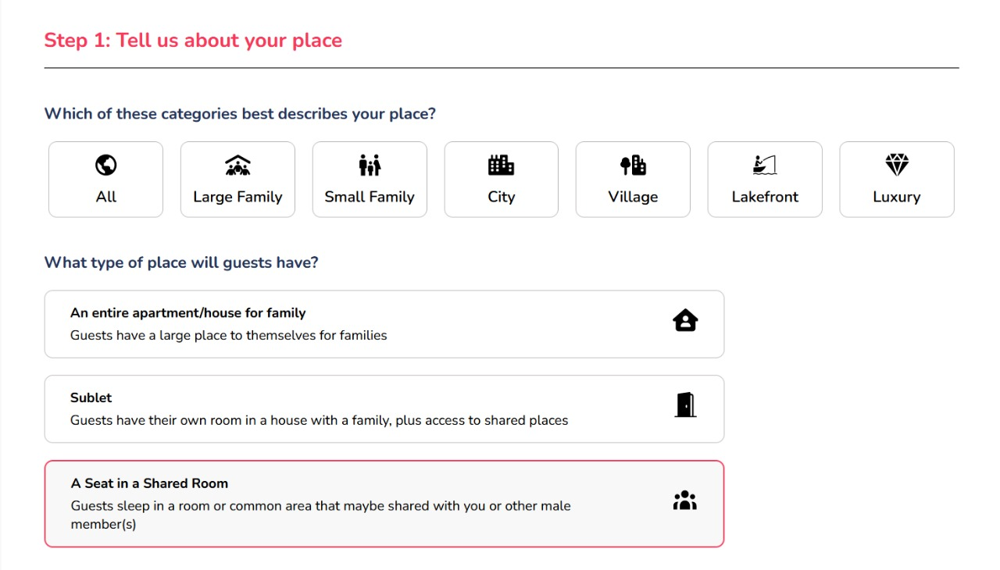 Step 1: Tell us about your place
Which of these categories best describes your place?
All
Large Family
Small Family
City
Village
Lakefront
Luxury
What type of place will guests have?
An entire apartment/house for family
Guests have a large place to themselves for families
Sublet
Guests have their own room in a house with a family, plus access to shared places
A Seat in a Shared Room
Guests sleep in a room or common area that maybe shared with you or other male
member(s)